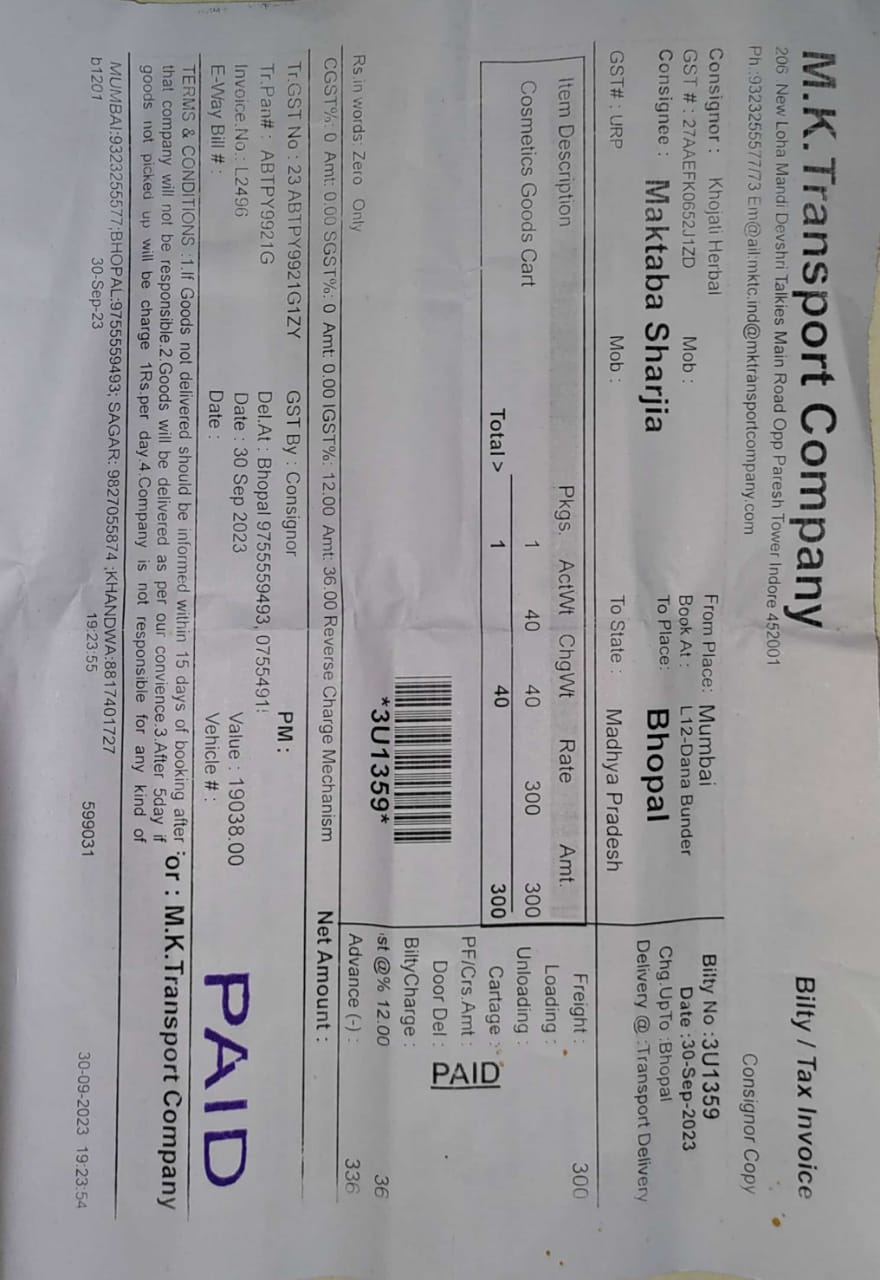 M.K.Transport Company
Bilty / Tax Invoice
206 New Loha Mandi Devshri Talkies Main Road Opp Paresh Tower Indore 452001
Consignor Copy
Ph.:9323255577/73 Em@ail:mktc.ind@mktransportcompany.com
Consignor : Khojati Herbal From Place: Mumbai Bilty No :3U1359
GST # : 27AAEFK0652J1ZD Mob : Book At : L12-Dana Bunder Date :30-Sep-2023
Consignee : Maktaba Sharjia To Place: Bhopal Chg.UpTo :Bhopal
Delivery @ :Transport Delivery
GST# : URP Mob : To State : Madhya Pradesh
Item Description Pkgs. ActWt ChgWt Rate Amt. Freight : 300
Loading :
Cosmetics Goods Cart 1 40 40 300 300 Unloading :
Total > 1 40 300 Cartage :
PF/Crs.Amt :
Door Del : PAID
BiltyCharge :
*3U1359* st @% 12.00 36
Rs.in words: Zero Only Advance (-) : 336
CGST%: 0 Amt: 0.00 SGST%: 0 Amt: 0.00 IGST%: 12.00 Amt: 36.00 Reverse Charge Mechanism Net Amount :
Tr.GST No : 23 ABTPY9921G1ZY GST By : Consignor PM :
Tr.Pan# : ABTPY9921G Del.At : Bhopal 9755559493, 0755491
Invoice.No.: L2496 Date : 30 Sep 2023 Value : 19038.00
E-Way Bill # : Date : Vehicle # :
PAID
TERMS & CONDITIONS :1.If Goods not delivered should be informed within 15 days of booking after
that company will not be responsible.2.Goods will be delivered as per our convience.3.After 5day if
goods not picked up will be charge 1Rs.per day.4.Company is not responsible for any kind of
or : M.K.Transport Company
MUMBAI:9323255577;BHOPAL:9755559493; SAGAR: 9827055874 ;KHANDWA:8817401727
b1201 30-Sep-23 19:23:55 599031 30-09-2023 19:23:54